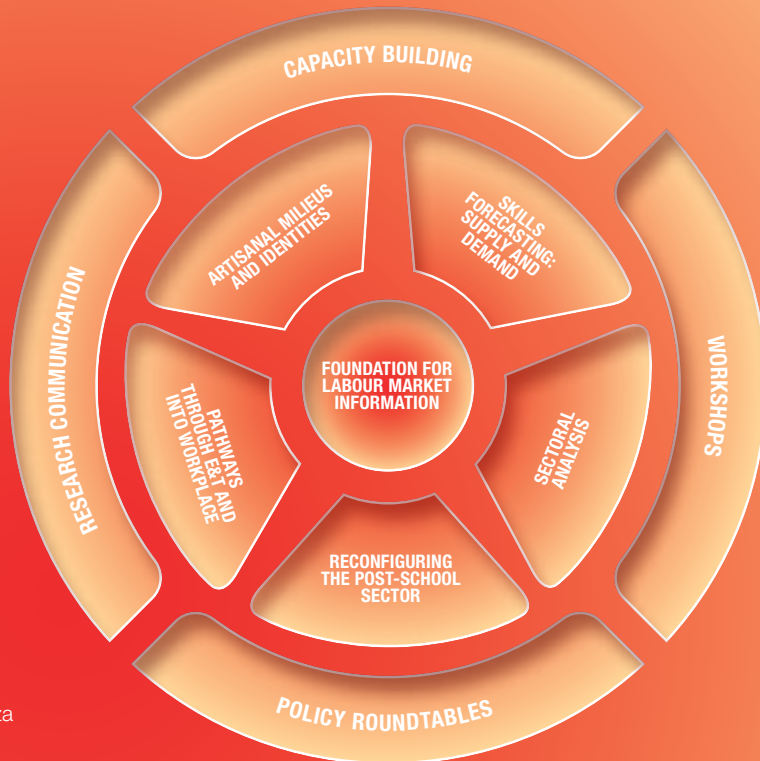 CAPACITY BUILDING
ARTISANAL MILIEUS
AND IDENTITIES
SKILLS
FORECASTING:
SUPPLY AND
DEMAND
RESEARCH COMMUNICATION
FOUNDATION FOR
LABOUR MARKET
INFORMATION
WORKSHOPS
PATHWAYS
THROUGH E&T AND
INTO WORKPLACE
SECTORAL
ANALYSIS
RECONFIGURING
THE POST-SCHOOL
SECTOR
POLICY ROUNDTABLES
za